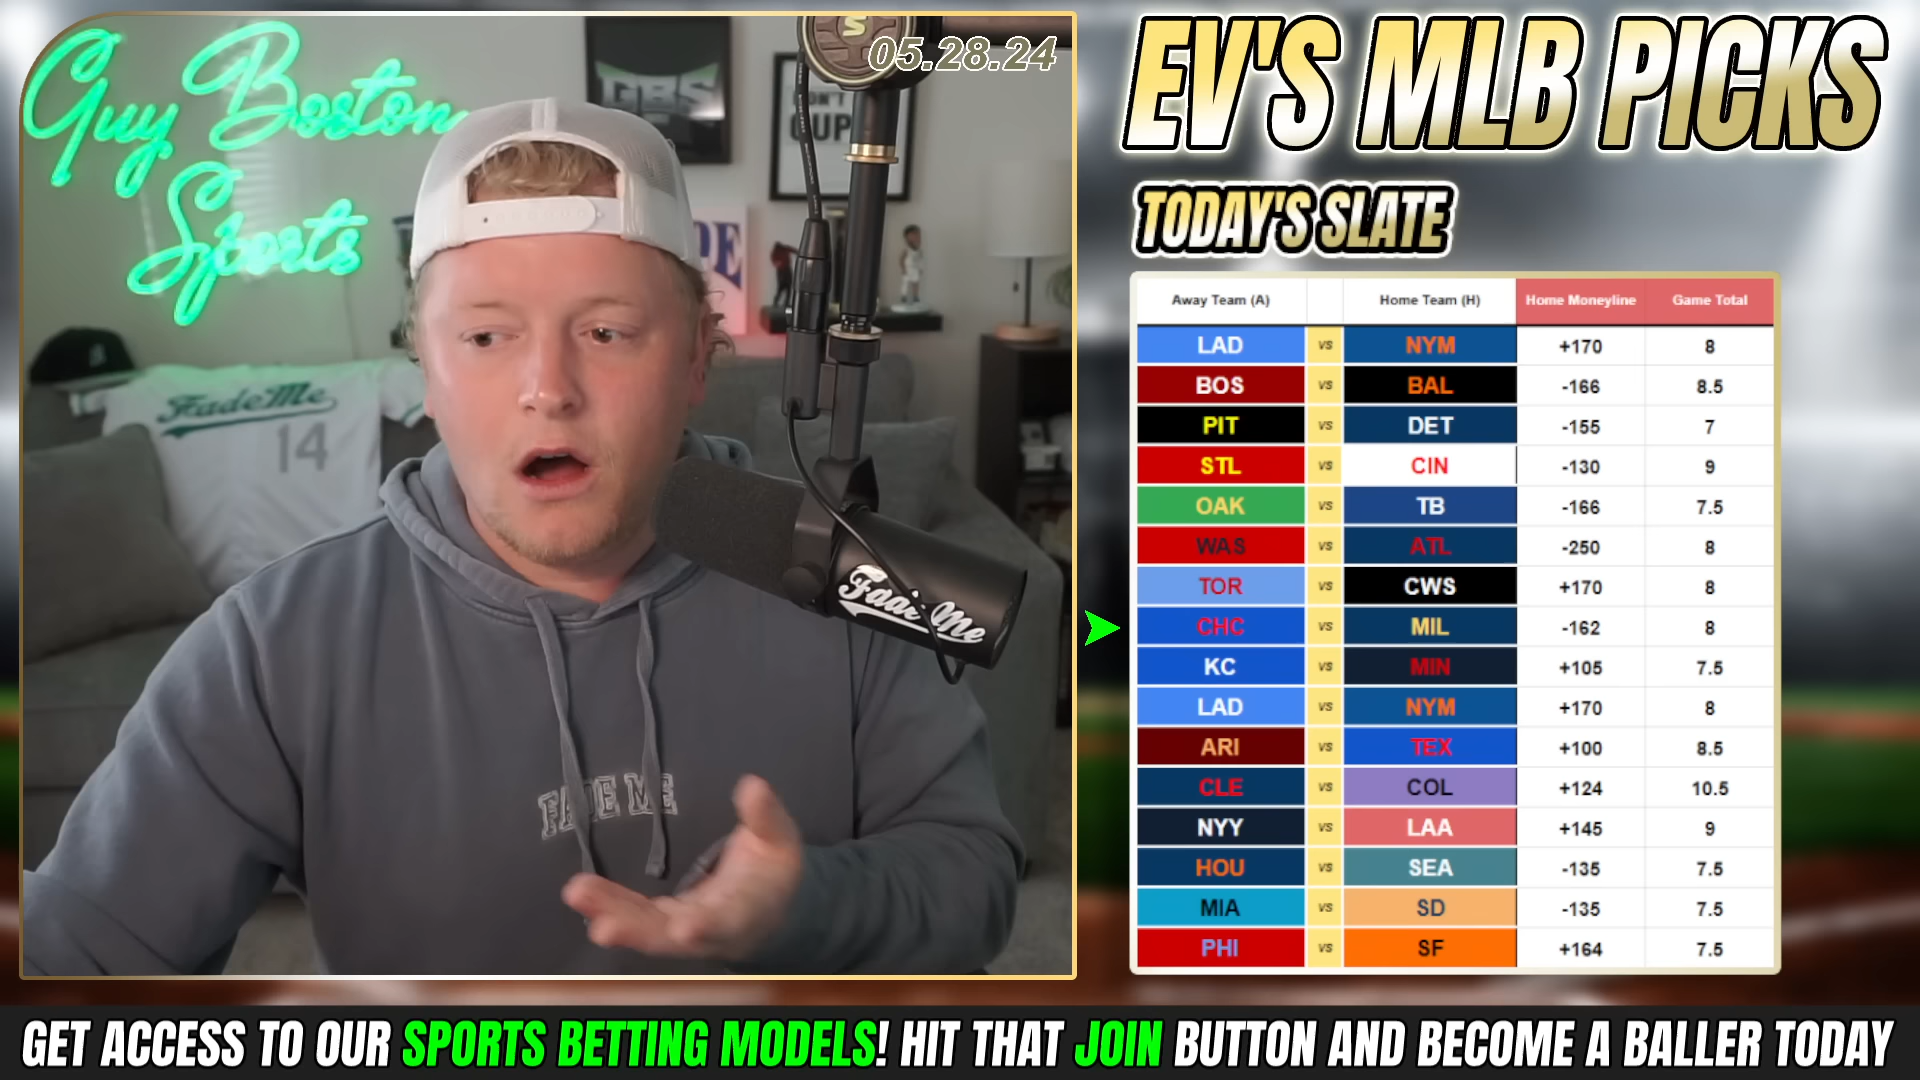 Guy Boston
Sports
GBS
05.28.24
FadeMe
14
Fade Me
FADE ME
EV'S MLB PICKS
TODAY'S SLATE
Away Team (A) Home Team (H) Home Moneyline Game Total
LAD vs NYM +170 8
BOS vs BAL -166 8.5
PIT vs DET -155 7
STL vs CIN -130 9
OAK vs TB -166 7.5
WAS vs ATL -250 8
TOR vs CWS +170 8
CHC vs MIL -162 8
KC vs MIN +105 7.5
LAD vs NYM +170 8
ARI vs TEX +100 8.5
CLE vs COL +124 10.5
NYY vs LAA +145 9
HOU vs SEA -135 7.5
MIA vs SD -135 7.5
PHI vs SF +164 7.5
GET ACCESS TO OUR SPORTS BETTING MODELS! HIT THAT JOIN BUTTON AND BECOME A BALLER TODAY